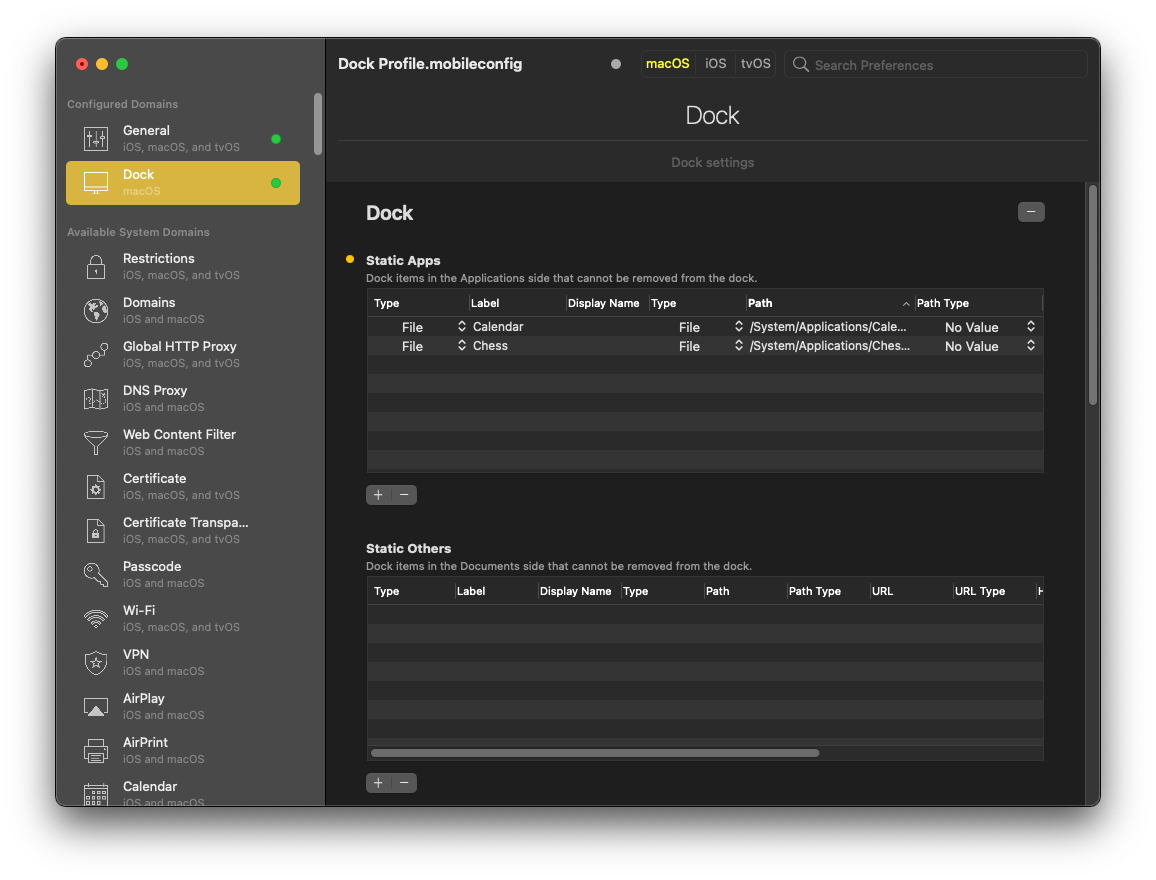 Dock Profile.mobileconfig
macOS
iOS
tvOS
Search Preferences
Configured Domains
General
iOS, macOS, and tvOS
Dock
macOS
Available System Domains
Restrictions
iOS, macOS, and tvOS
Domains
iOS and macOS
Global HTTP Proxy
iOS, macOS, and tvOS
DNS Proxy
iOS and macOS
Web Content Filter
iOS and macOS
Certificate
iOS, macOS, and tvOS
Certificate Transpa...
iOS, macOS, and tvOS
Passcode
iOS and macOS
Wi-Fi
iOS, macOS, and tvOS
VPN
iOS and macOS
AirPlay
iOS and macOS
AirPrint
iOS and macOS
Calendar
iOS and macOS
Dock
Dock settings
Dock
Static Apps
Dock items in the Applications side that cannot be removed from the dock.
Type Label Display Name Type Path Path Type
File Calendar File /System/Applications/Cale... No Value
File Chess File /System/Applications/Ches... No Value
+ −
Static Others
Dock items in the Documents side that cannot be removed from the dock.
Type Label Display Name Type Path Path Type URL URL Type H
+ −